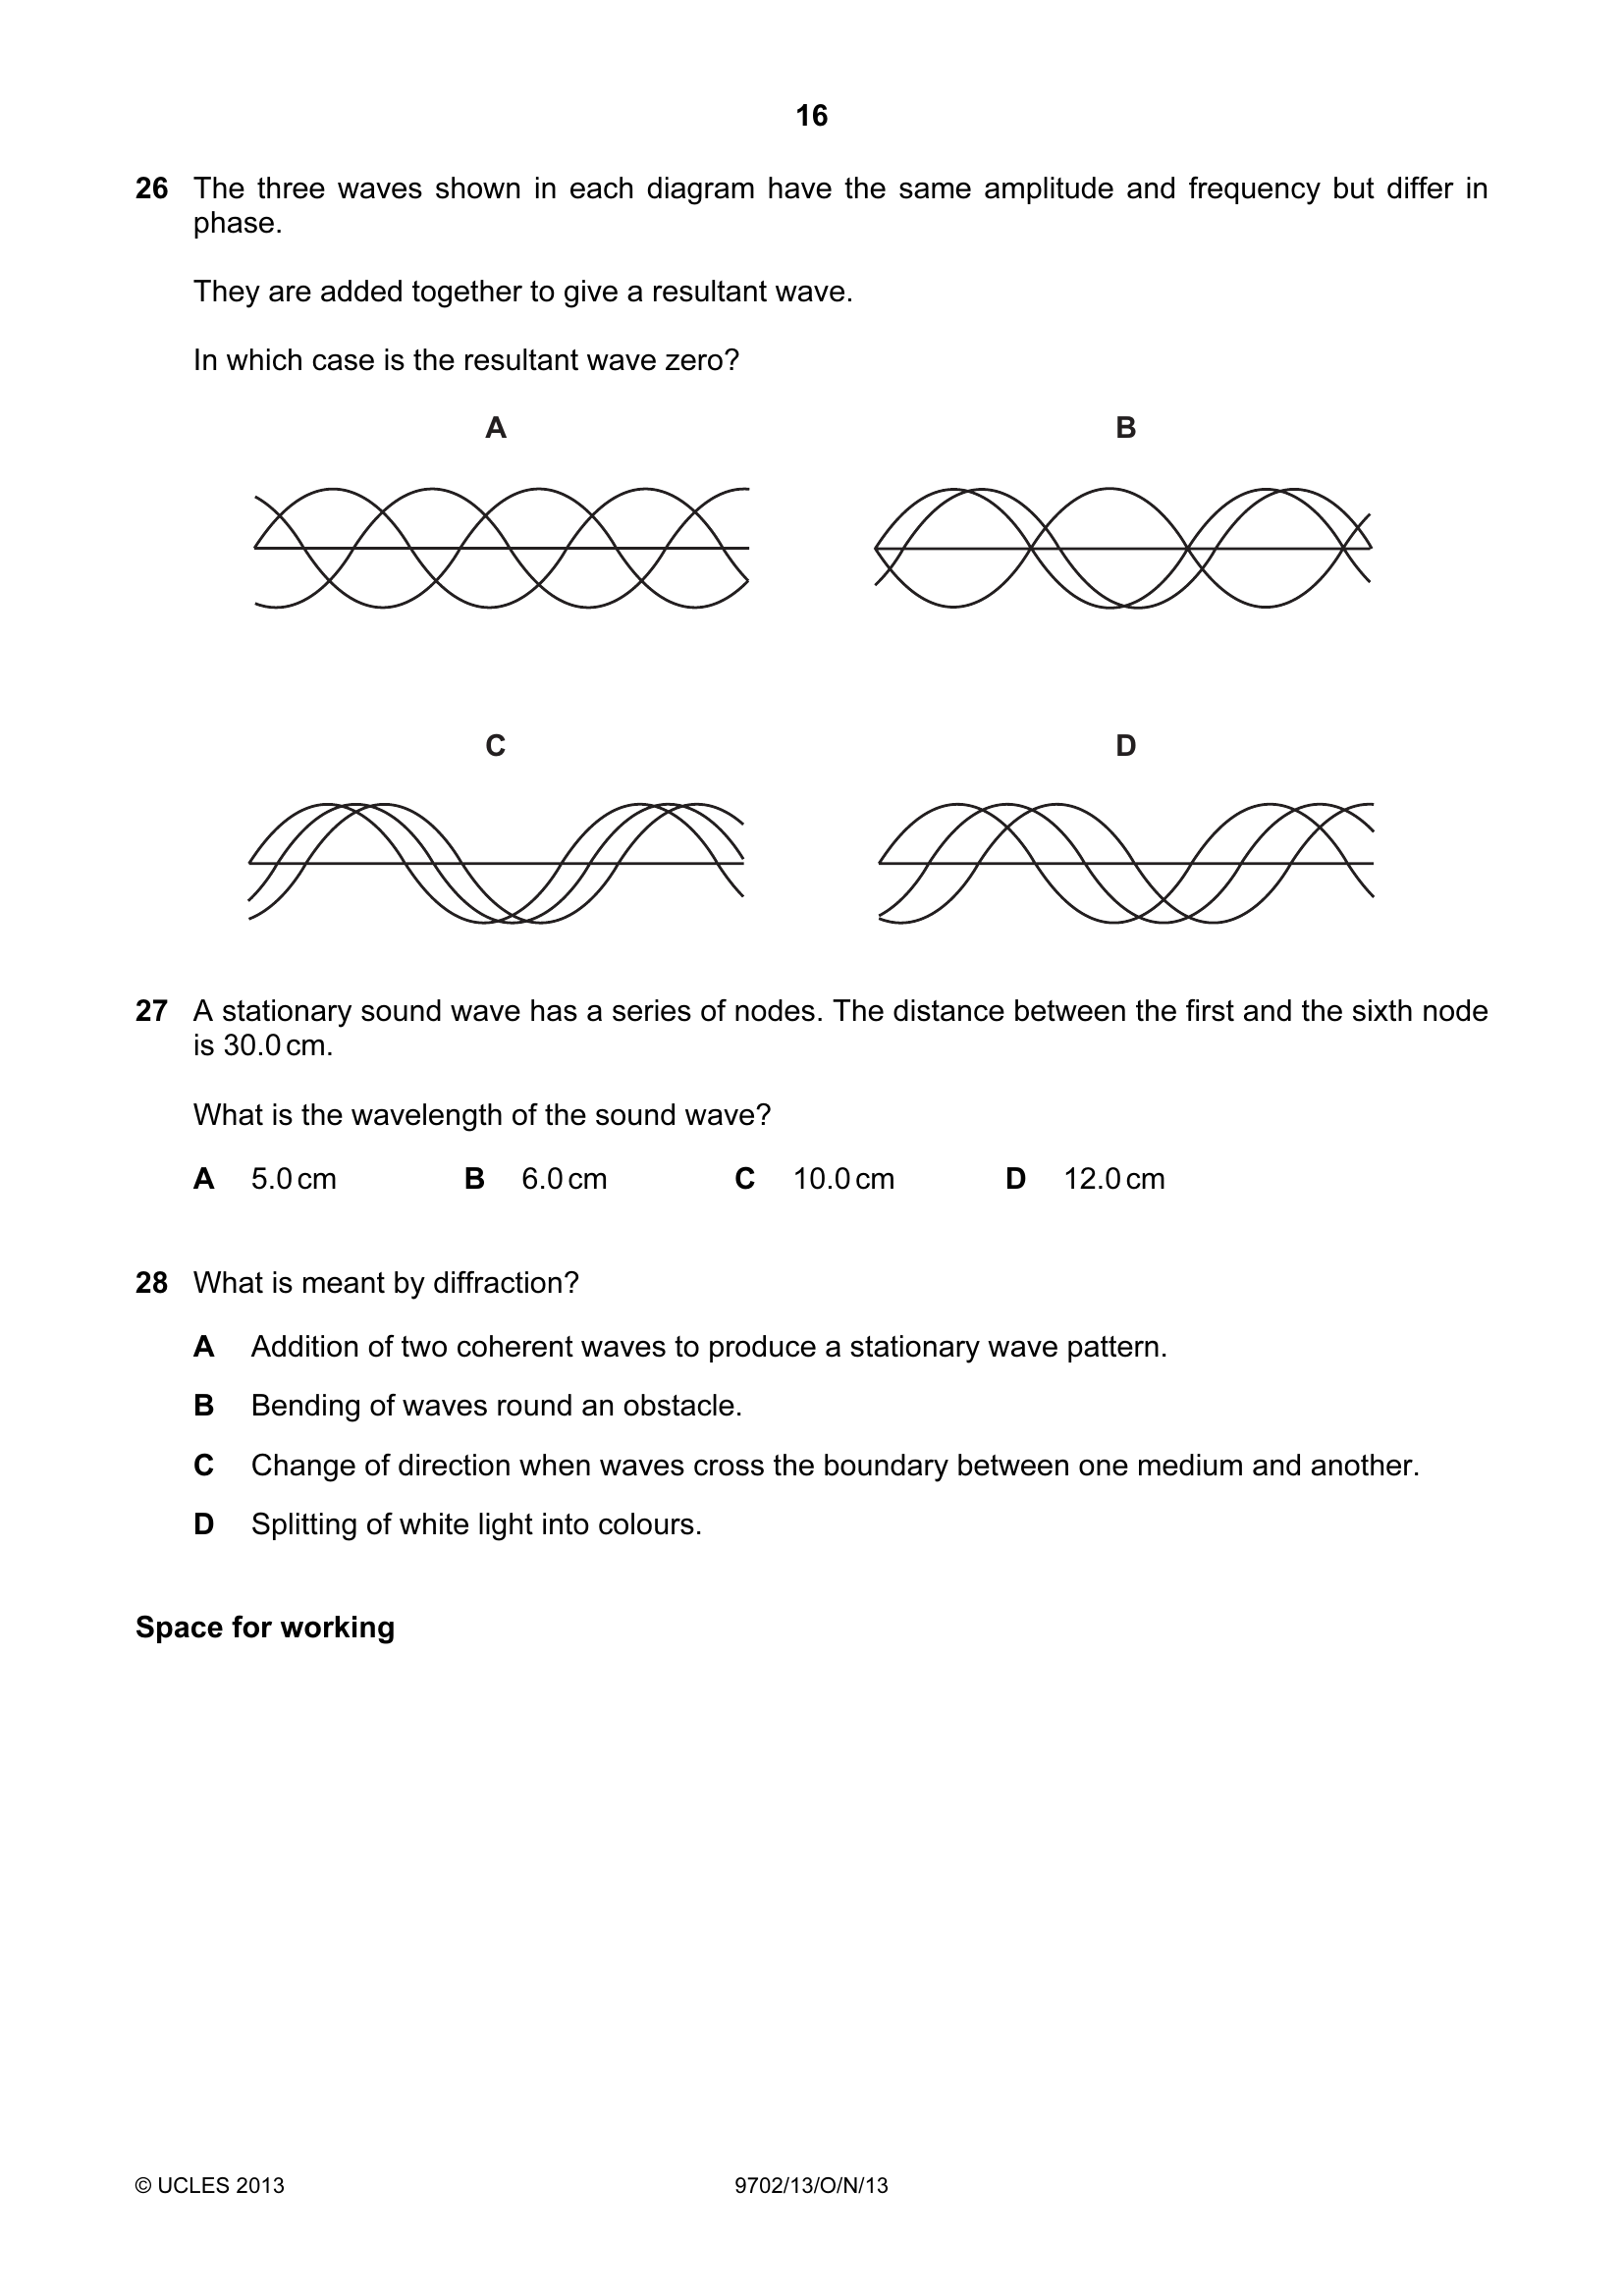 16
26 The three waves shown in each diagram have the same amplitude and frequency but differ in
phase.
They are added together to give a resultant wave.
In which case is the resultant wave zero?
A B
C D
27 A stationary sound wave has a series of nodes. The distance between the first and the sixth node
is 30.0 cm.
What is the wavelength of the sound wave?
A 5.0 cm B 6.0 cm C 10.0 cm D 12.0 cm
28 What is meant by diffraction?
A Addition of two coherent waves to produce a stationary wave pattern.
B Bending of waves round an obstacle.
C Change of direction when waves cross the boundary between one medium and another.
D Splitting of white light into colours.
Space for working
© UCLES 2013 9702/13/O/N/13